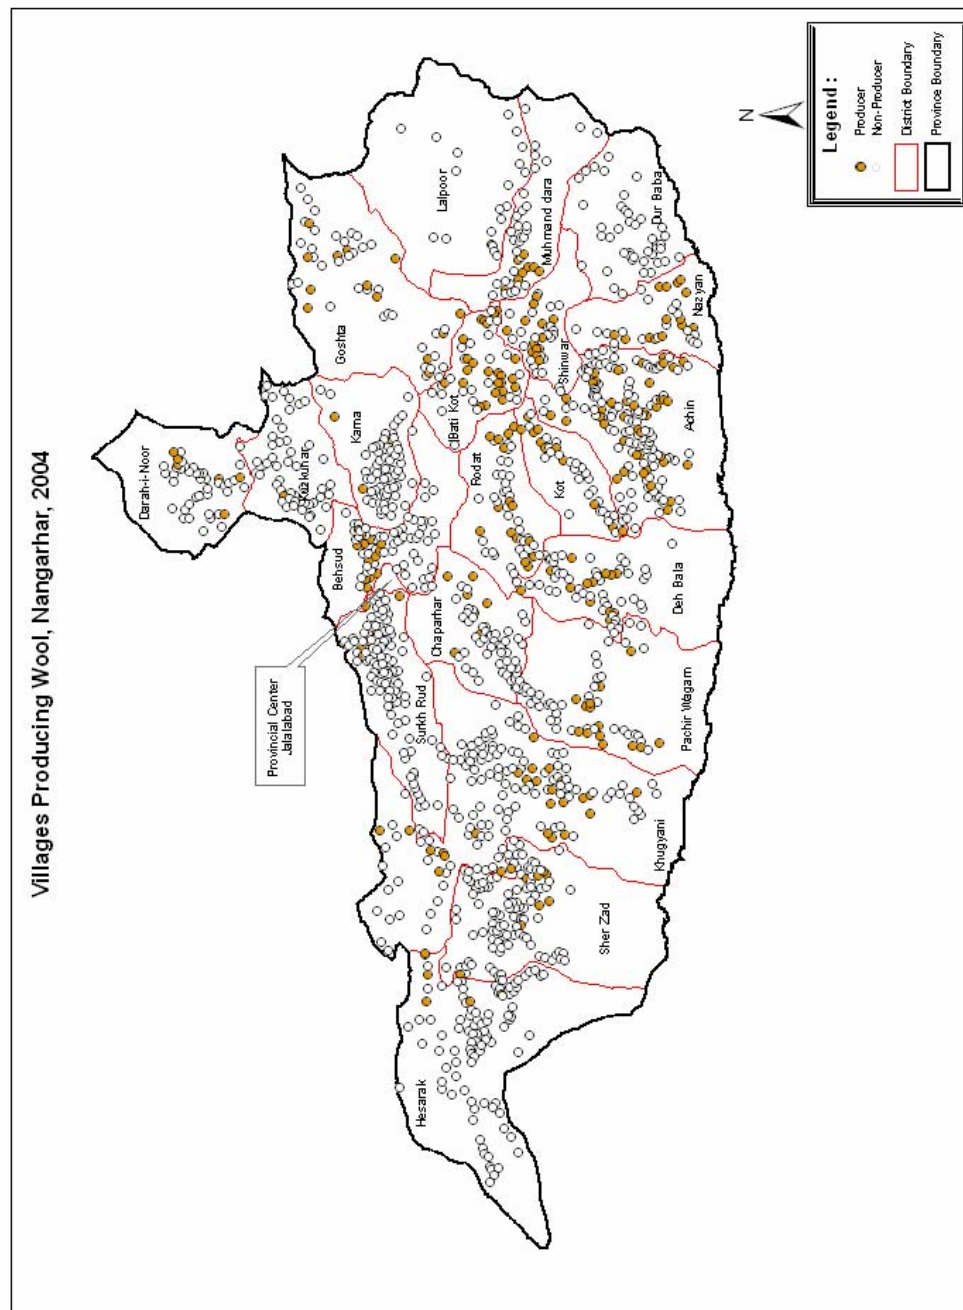 Villages Producing Wool, Nangarhar, 2004
Darah-i-Noor
Kuzkunar
Goshta
Lalpoor
Behsud
Kama
Provincial Center
Jalalabad
Surkh Rud
Chaparhar
Rodat
Bati Kot
Muhmand dara
Hesarak
Kot
Shinwar
Dur Baba
Sher Zad
Khugyani
Pachir Wagam
Deh Bala
Achin
Nazyan
N
Legend :
Producer
Non-Producer
District Boundary
Province Boundary